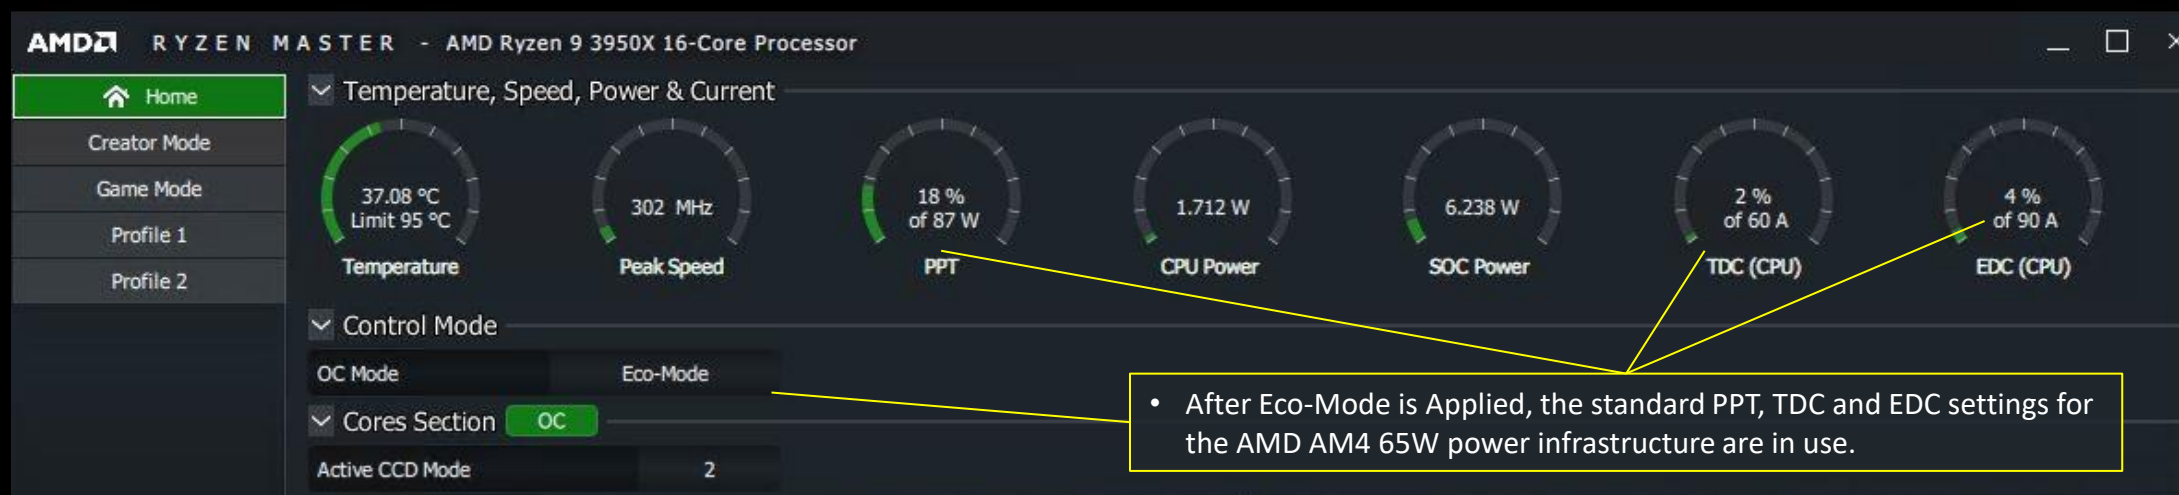 AMD RYZEN MASTER - AMD Ryzen 9 3950X 16-Core Processor
Home
Creator Mode
Game Mode
Profile 1
Profile 2
Temperature, Speed, Power & Current
37.08 °C
Limit 95 °C
Temperature
302 MHz
Peak Speed
18 %
of 87 W
PPT
1.712 W
CPU Power
6.238 W
SOC Power
2 %
of 60 A
TDC (CPU)
4 %
of 90 A
EDC (CPU)
Control Mode
OC Mode Eco-Mode
Cores Section OC
Active CCD Mode 2
• After Eco-Mode is Applied, the standard PPT, TDC and EDC settings for
the AMD AM4 65W power infrastructure are in use.